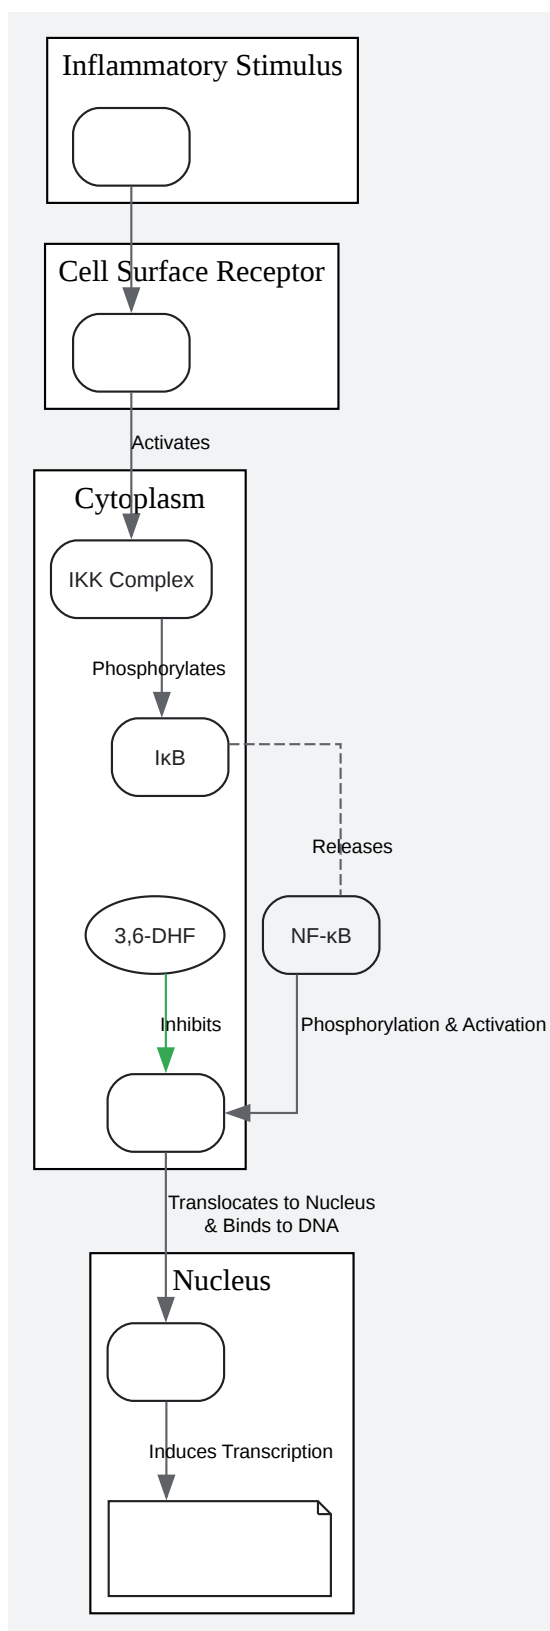 Inflammatory Stimulus
Cell Surface Receptor
Activates
Cytoplasm
IKK Complex
Phosphorylates
IκB
Releases
3,6-DHF
NF-κB
Inhibits
Phosphorylation & Activation
Translocates to Nucleus
& Binds to DNA
Nucleus
Induces Transcription